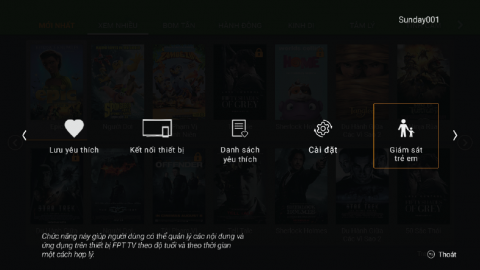 Sunday001
Lưu yêu thích
Kết nối thiết bị
Danh sách
yêu thích
Cài đặt
Giám sát
trẻ em
Chức năng này giúp người dùng có thể quản lý các nội dung và
ứng dụng trên thiết bị FPT TV theo độ tuổi và theo thời gian
một cách hợp lý.
Thoát